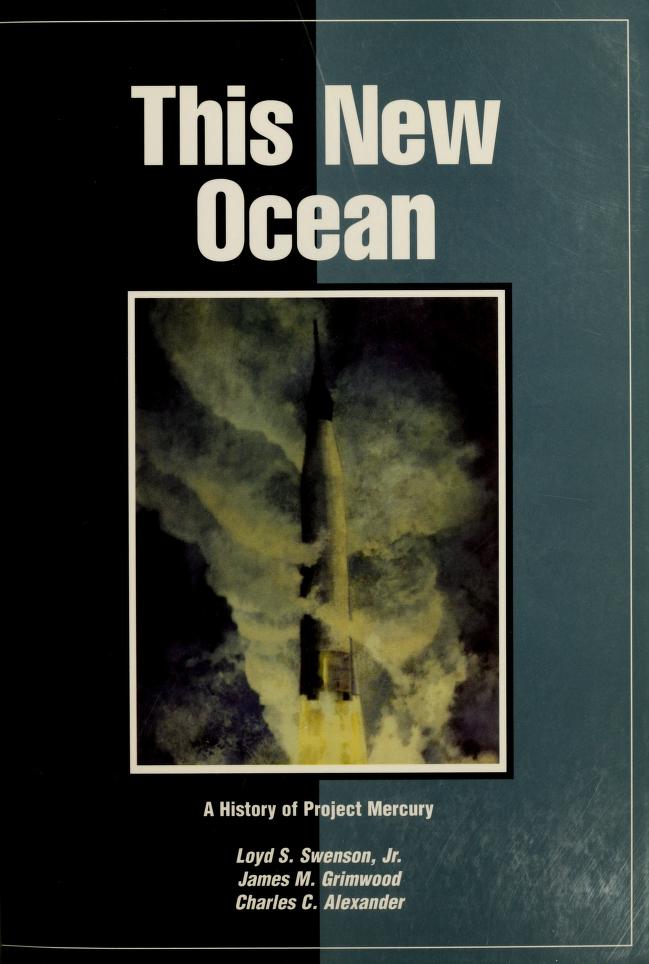 This New
Ocean
A History of Project Mercury
Loyd S. Swenson, Jr.
James M. Grimwood
Charles C. Alexander